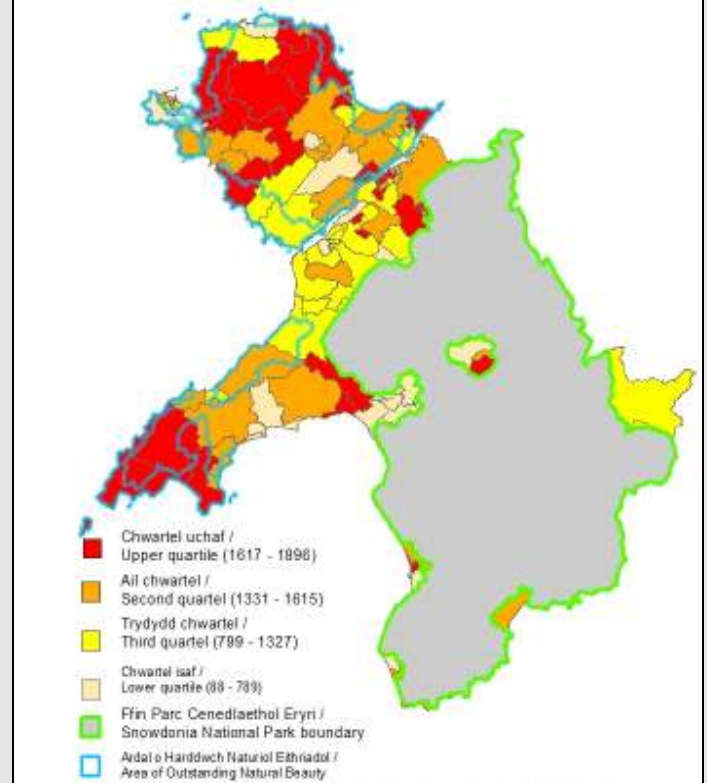 Chwartel uchaf /
Upper quartile (1617 - 1896)
Ail chwartel /
Second quartel (1331 - 1615)
Trydydd chwartel /
Third quartel (799 - 1327)
Chwartel isaf /
Lower quartile (88 - 789)
Ffin Parc Cenedlaethol Eryri /
Snowdonia National Park boundary
Ardal o Harddwch Naturiol Eithriadol /
Area of Outstanding Natural Beauty